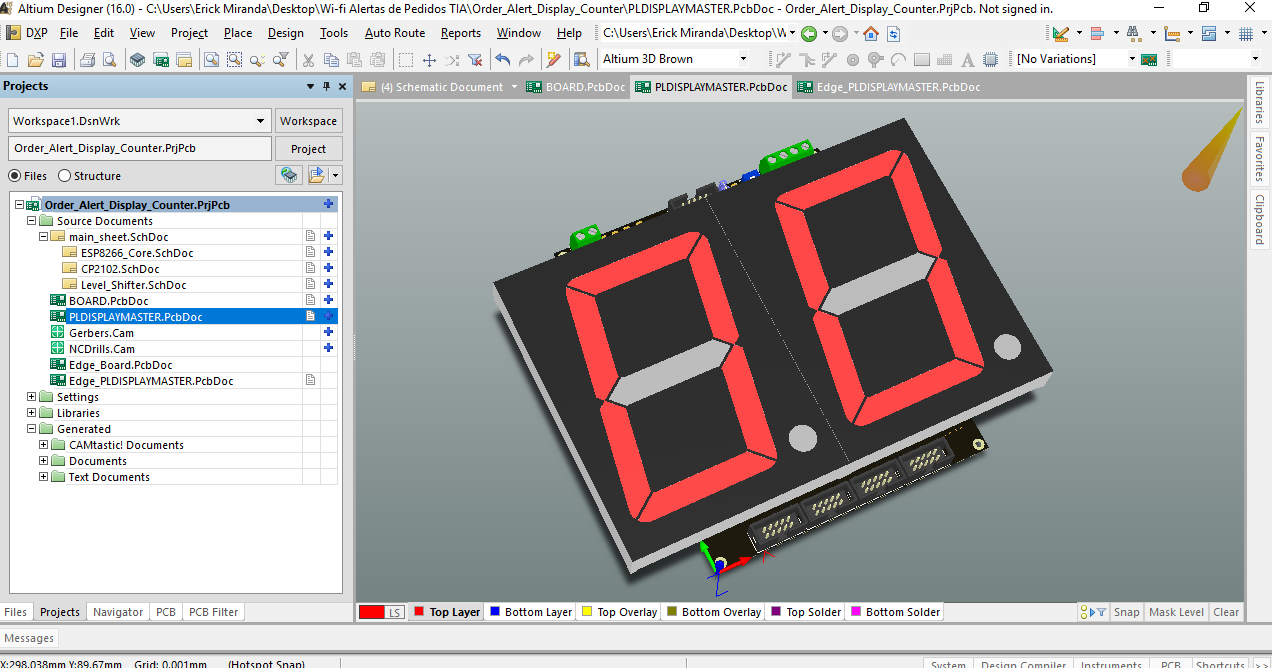 Altium Designer (16.0) - C:\Users\Erick Miranda\Desktop\Wi-fi Alertas de Pedidos TIA\Order_Alert_Display_Counter\PLDISPLAYMASTER.PcbDoc - Order_Alert_Display_Counter.PrjPcb. Not signed in.
DXP File Edit View Project Place Design Tools Auto Route Reports Window Help C:\Users\Erick Miranda\Desktop\W
Altium 3D Brown [No Variations]
Projects
(4) Schematic Document BOARD.PcbDoc PLDISPLAYMASTER.PcbDoc Edge_PLDISPLAYMASTER.PcbDoc
Workspace1.DsnWrk Workspace
Order_Alert_Display_Counter.PrjPcb Project
Files Structure
Order_Alert_Display_Counter.PrjPcb
Source Documents
main_sheet.SchDoc
ESP8266_Core.SchDoc
CP2102.SchDoc
Level_Shifter.SchDoc
BOARD.PcbDoc
PLDISPLAYMASTER.PcbDoc
Gerbers.Cam
NCDrills.Cam
Edge_Board.PcbDoc
Edge_PLDISPLAYMASTER.PcbDoc
Settings
Libraries
Generated
CAMtastic! Documents
Documents
Text Documents
Libraries
Favorites
Clipboard
Files Projects Navigator PCB PCB Filter
LS Top Layer Bottom Layer Top Overlay Bottom Overlay Top Solder Bottom Solder Snap Mask Level Clear
Messages
X:298.038mm Y:89.67mm Grid: 0.001mm (Hotspot Snap) System Design Compiler Instruments PCB Shortcuts >>